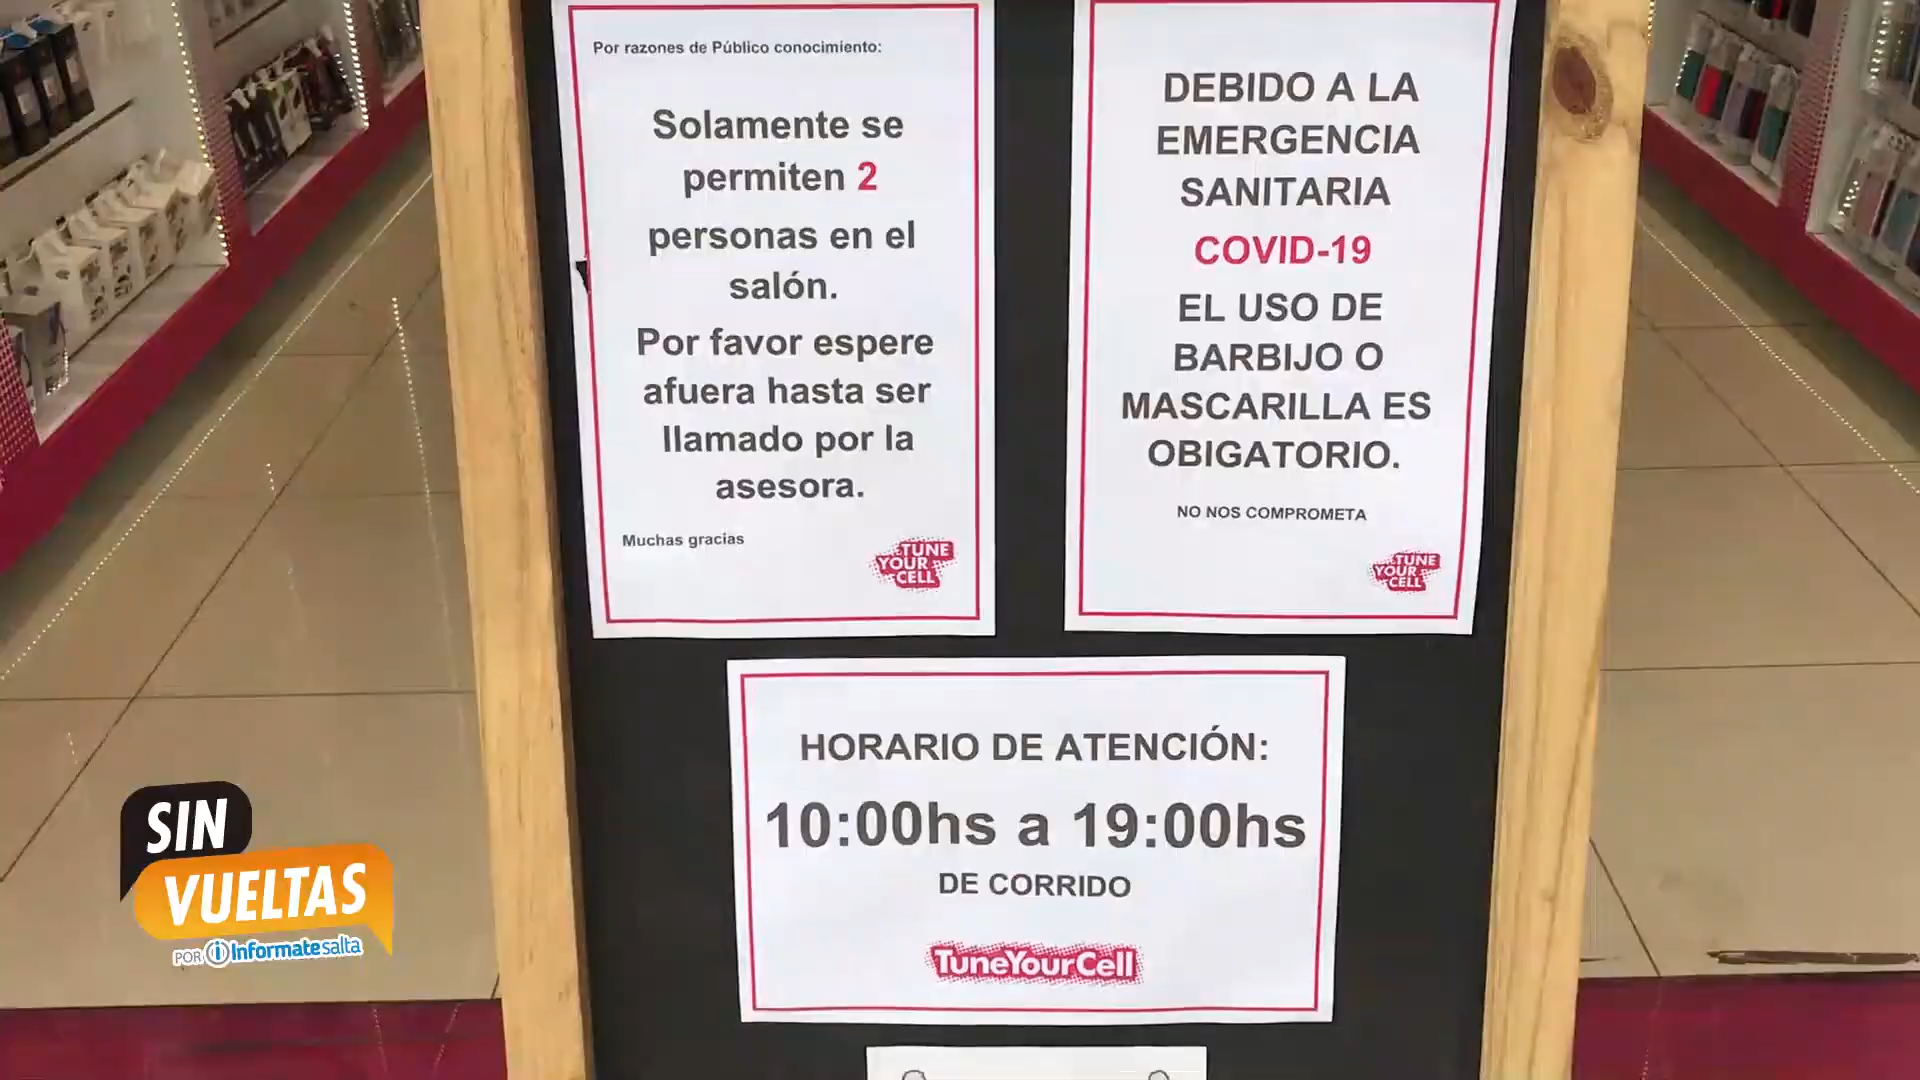 Por razones de Público conocimiento:
Solamente se
permiten 2
personas en el
salón.
Por favor espere
afuera hasta ser
llamado por la
asesora.
Muchas gracias
TUNE
YOUR
CELL
DEBIDO A LA
EMERGENCIA
SANITARIA
COVID-19
EL USO DE
BARBIJO O
MASCARILLA ES
OBIGATORIO.
NO NOS COMPROMETA
TUNE
YOUR
CELL
HORARIO DE ATENCIÓN:
10:00hs a 19:00hs
DE CORRIDO
TuneYourCell
SIN
VUELTAS
POR Informate salta